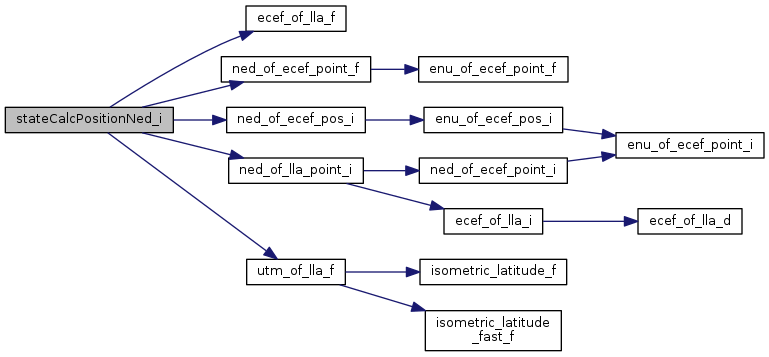 ecef_of_lla_f
ned_of_ecef_point_f
enu_of_ecef_point_f
stateCalcPositionNed_i
ned_of_ecef_pos_i
enu_of_ecef_pos_i
enu_of_ecef_point_i
ned_of_lla_point_i
ned_of_ecef_point_i
ecef_of_lla_i
ecef_of_lla_d
utm_of_lla_f
isometric_latitude_f
isometric_latitude
_fast_f